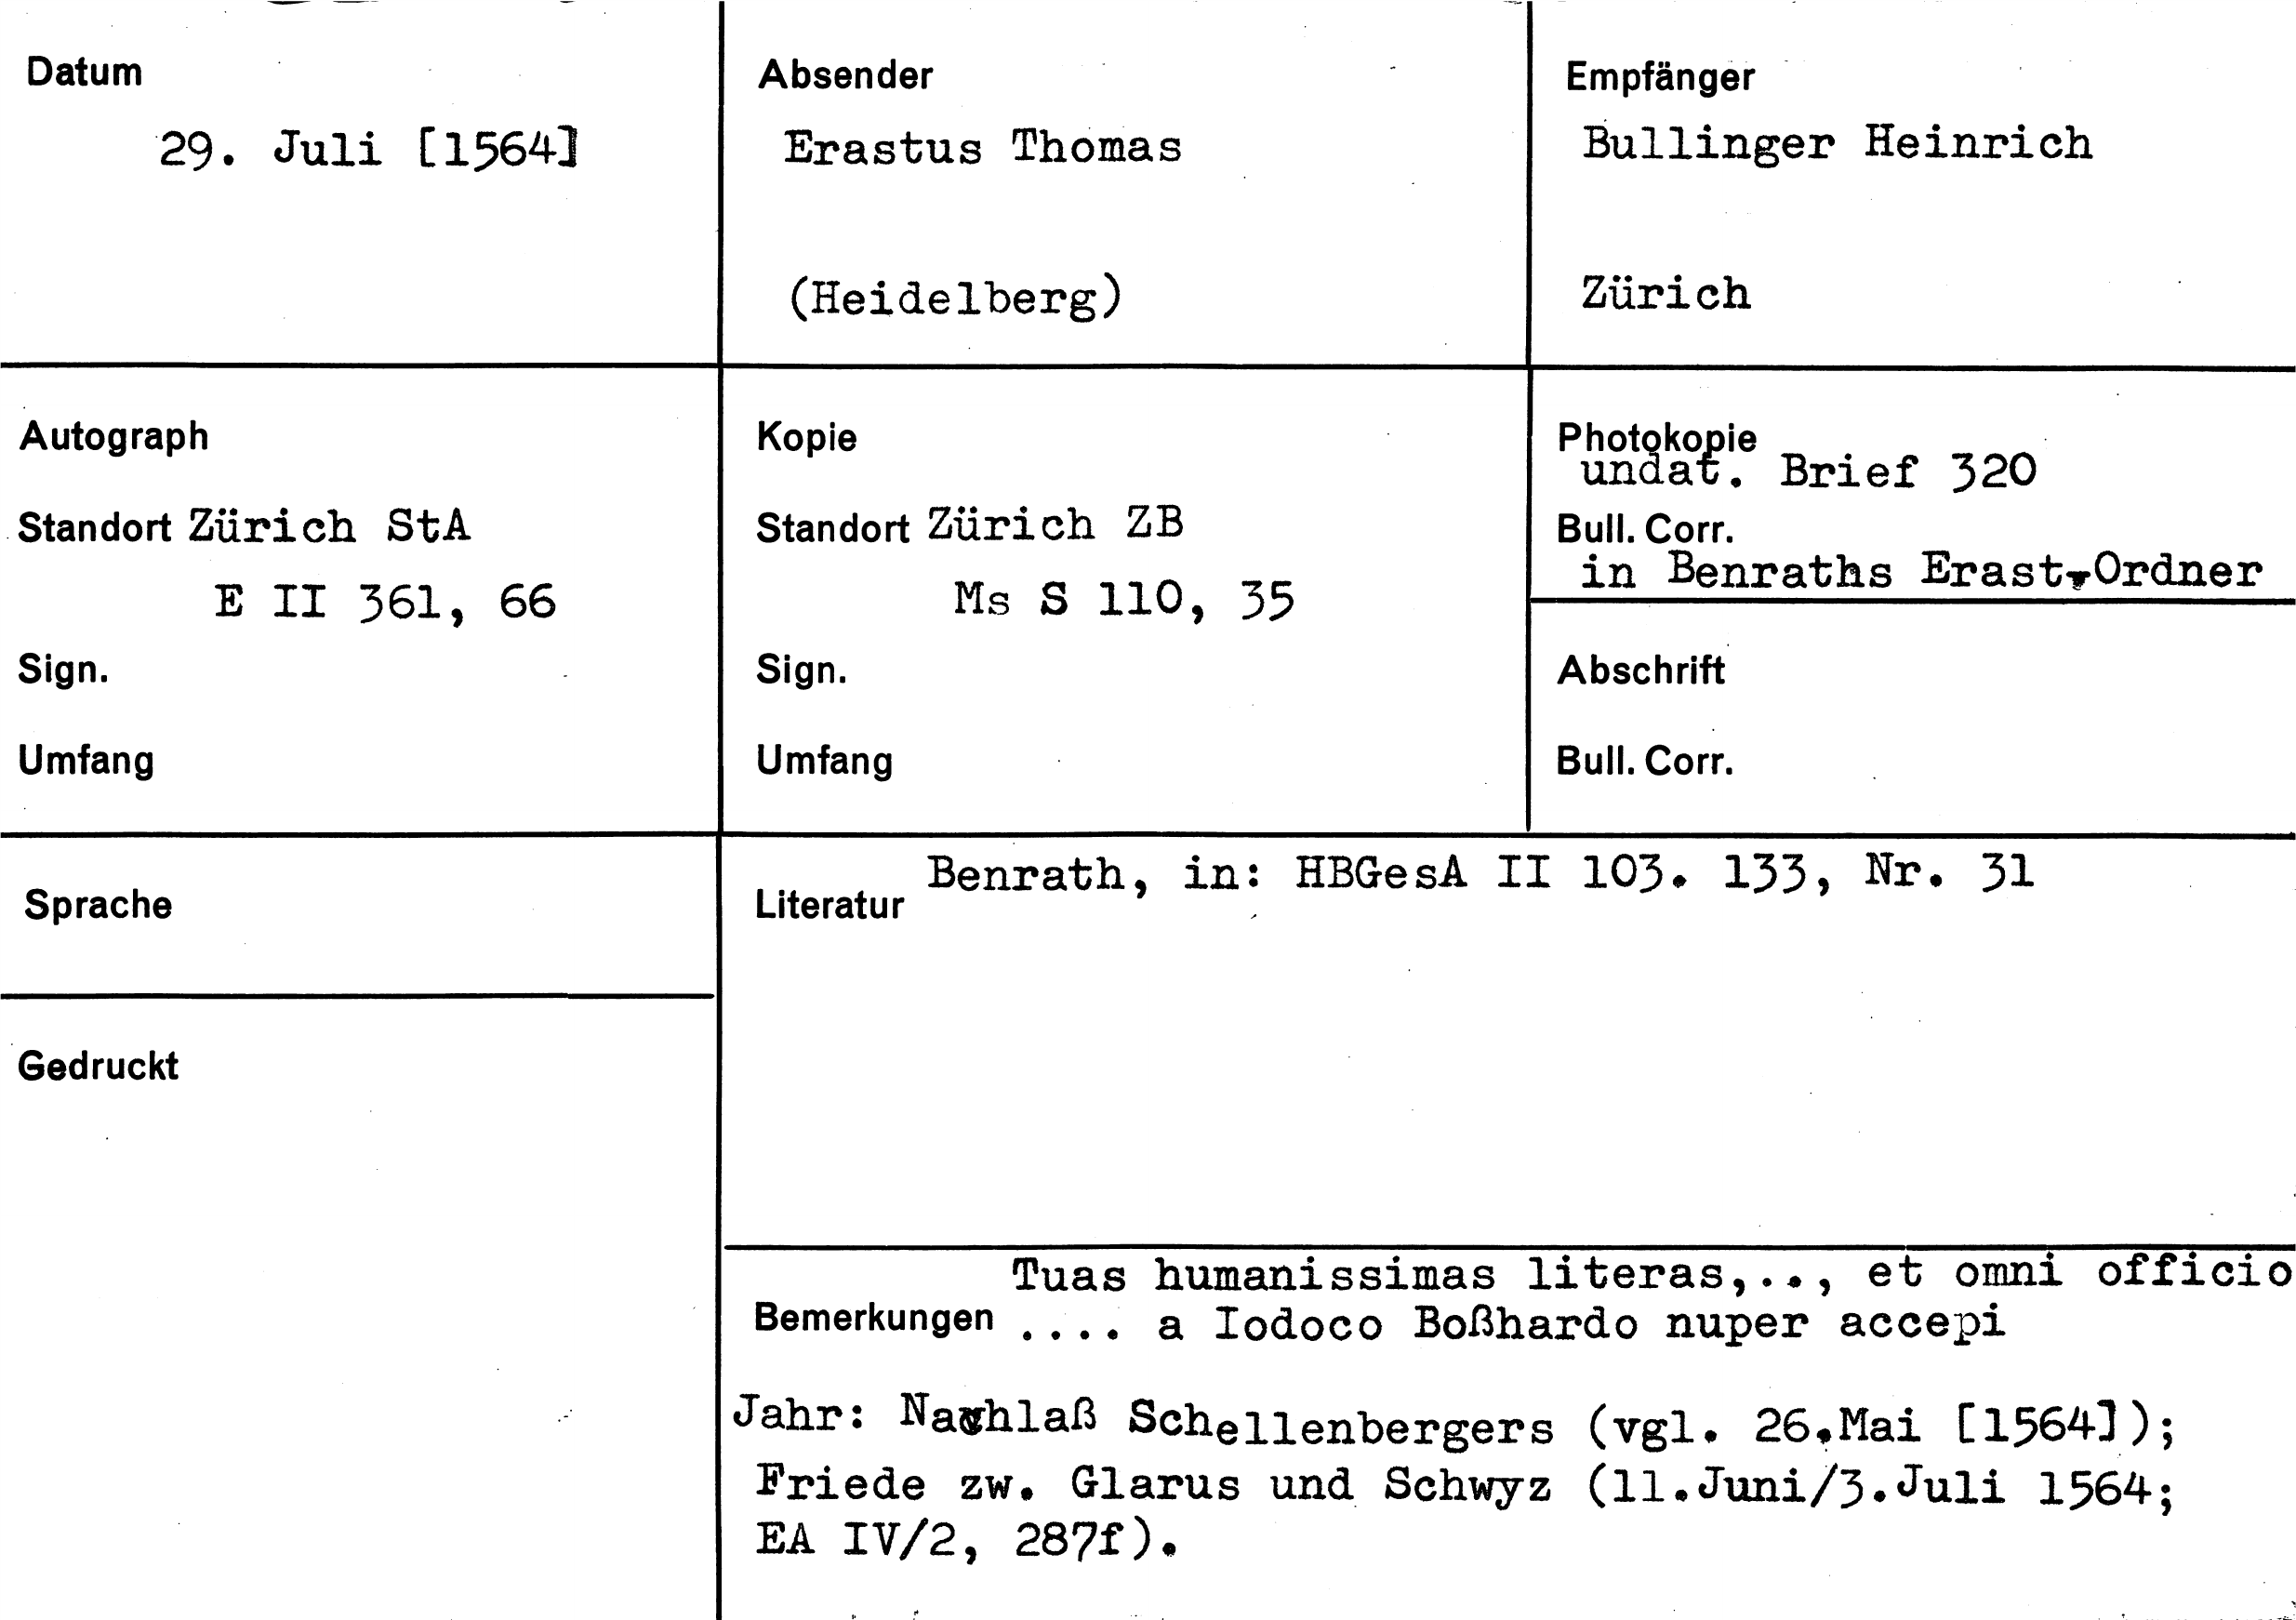 Datum
29. Juli [1564]
Absender
Erastus Thomas
(Heidelberg)
Empfänger
Bullinger Heinrich
Zürich
Autograph
Standort Zürich StA
E II 361, 66
Sign.
Umfang
Kopie
Standort Zürich ZB
Ms S 110, 35
Sign.
Umfang
Photokopie
undat. Brief 320
Bull. Corr.
in Benraths Erast-Ordner
Abschrift
Bull. Corr.
Sprache
Gedruckt
Benrath, in: HBGesA II 103. 133, Nr. 31
Literatur
Tuas humanissimas literas,.., et omni officio
Bemerkungen .... a Iodoco Boßhardo nuper accepi
Jahr: Nachlaß Schellenbergers (vgl. 26.Mai [1564]);
Friede zw. Glarus und Schwyz (11.Juni/3.Juli 1564;
EA IV/2, 287f).